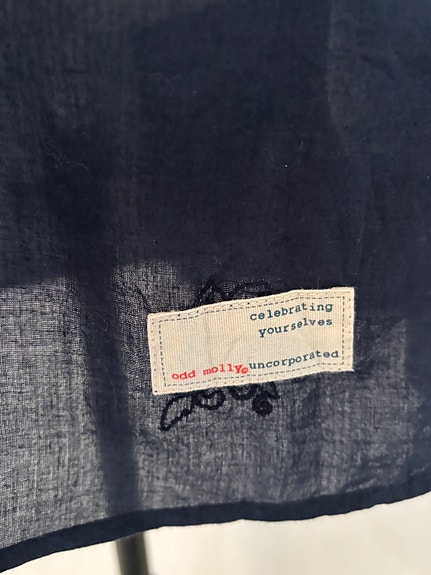 celebrating
yourselves
odd molly© uncorporated